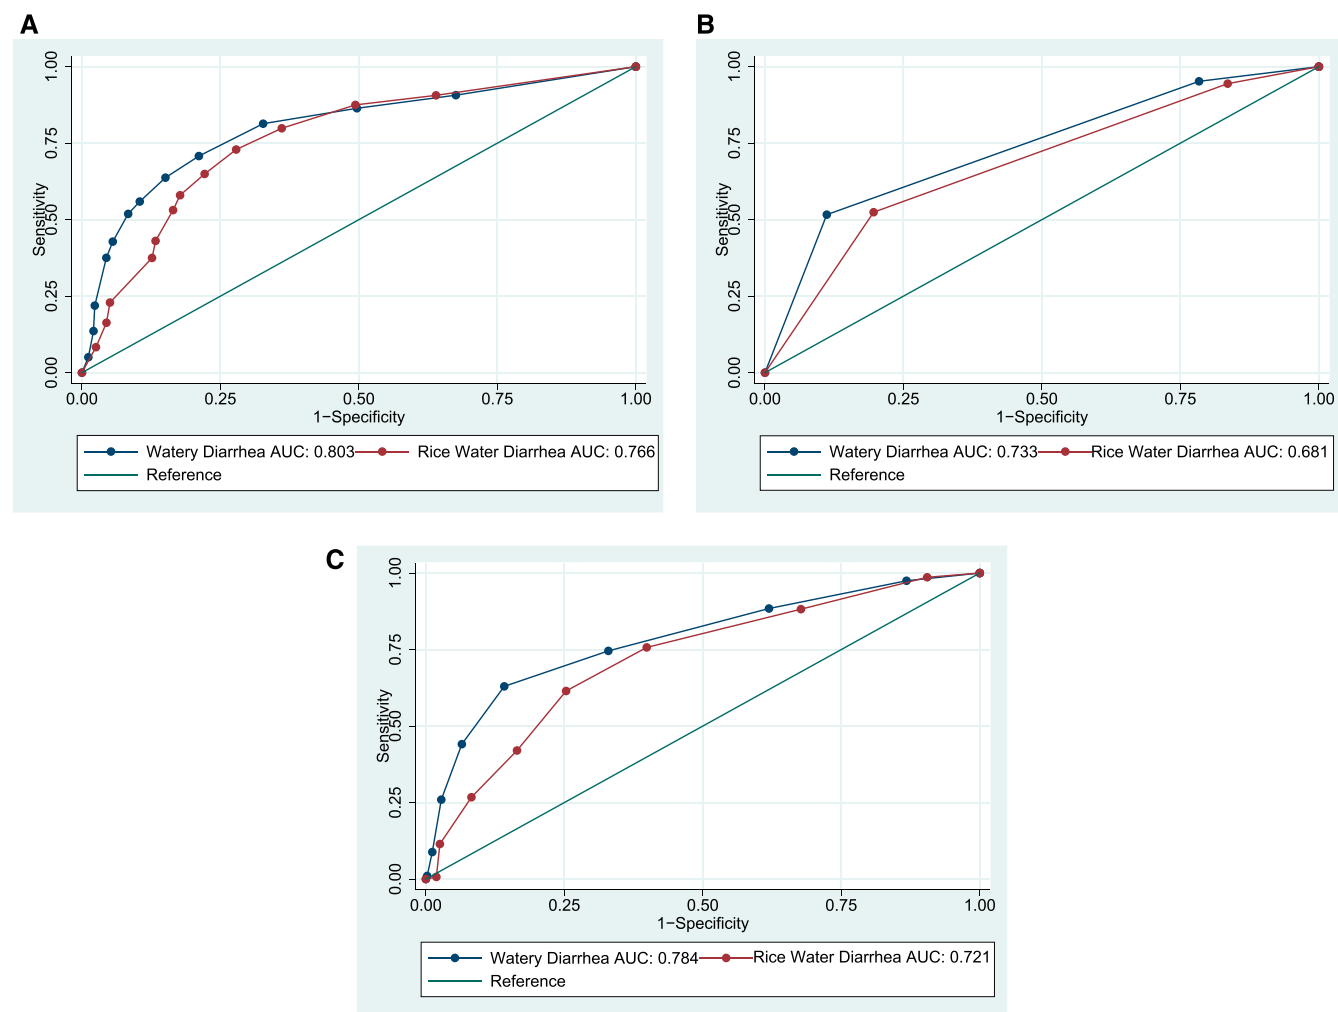 A
Sensitivity
1.00
0.75
0.50
0.25
0.00
0.00 0.25 0.50 0.75 1.00
1−Specificity
Watery Diarrhea AUC: 0.803 Rice Water Diarrhea AUC: 0.766
Reference
B
Sensitivity
1.00
0.75
0.50
0.25
0.00
0.00 0.25 0.50 0.75 1.00
1−Specificity
Watery Diarrhea AUC: 0.733 Rice Water Diarrhea AUC: 0.681
Reference
C
Sensitivity
1.00
0.75
0.50
0.25
0.00
0.00 0.25 0.50 0.75 1.00
1−Specificity
Watery Diarrhea AUC: 0.784 Rice Water Diarrhea AUC: 0.721
Reference